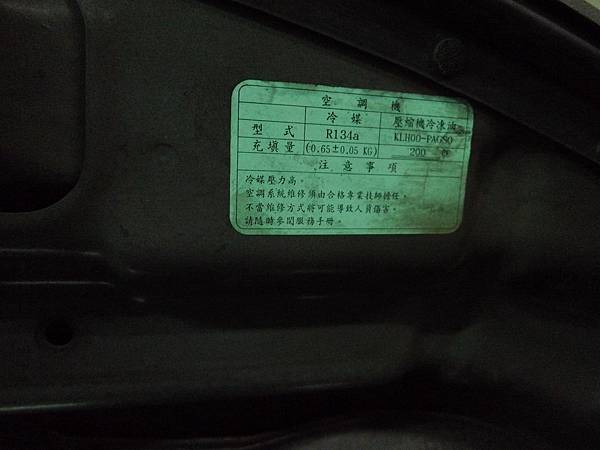 空調機
冷媒 壓縮機冷凍油
型式 R134a KLH00-PAGS0
充填量 (0.65±0.05 KG) 200
注意事項
冷媒壓力高。
空調系統維修須由合格專業技師擔任。
不當維修方式將可能導致人員傷害。
請隨時參閱服務手冊。